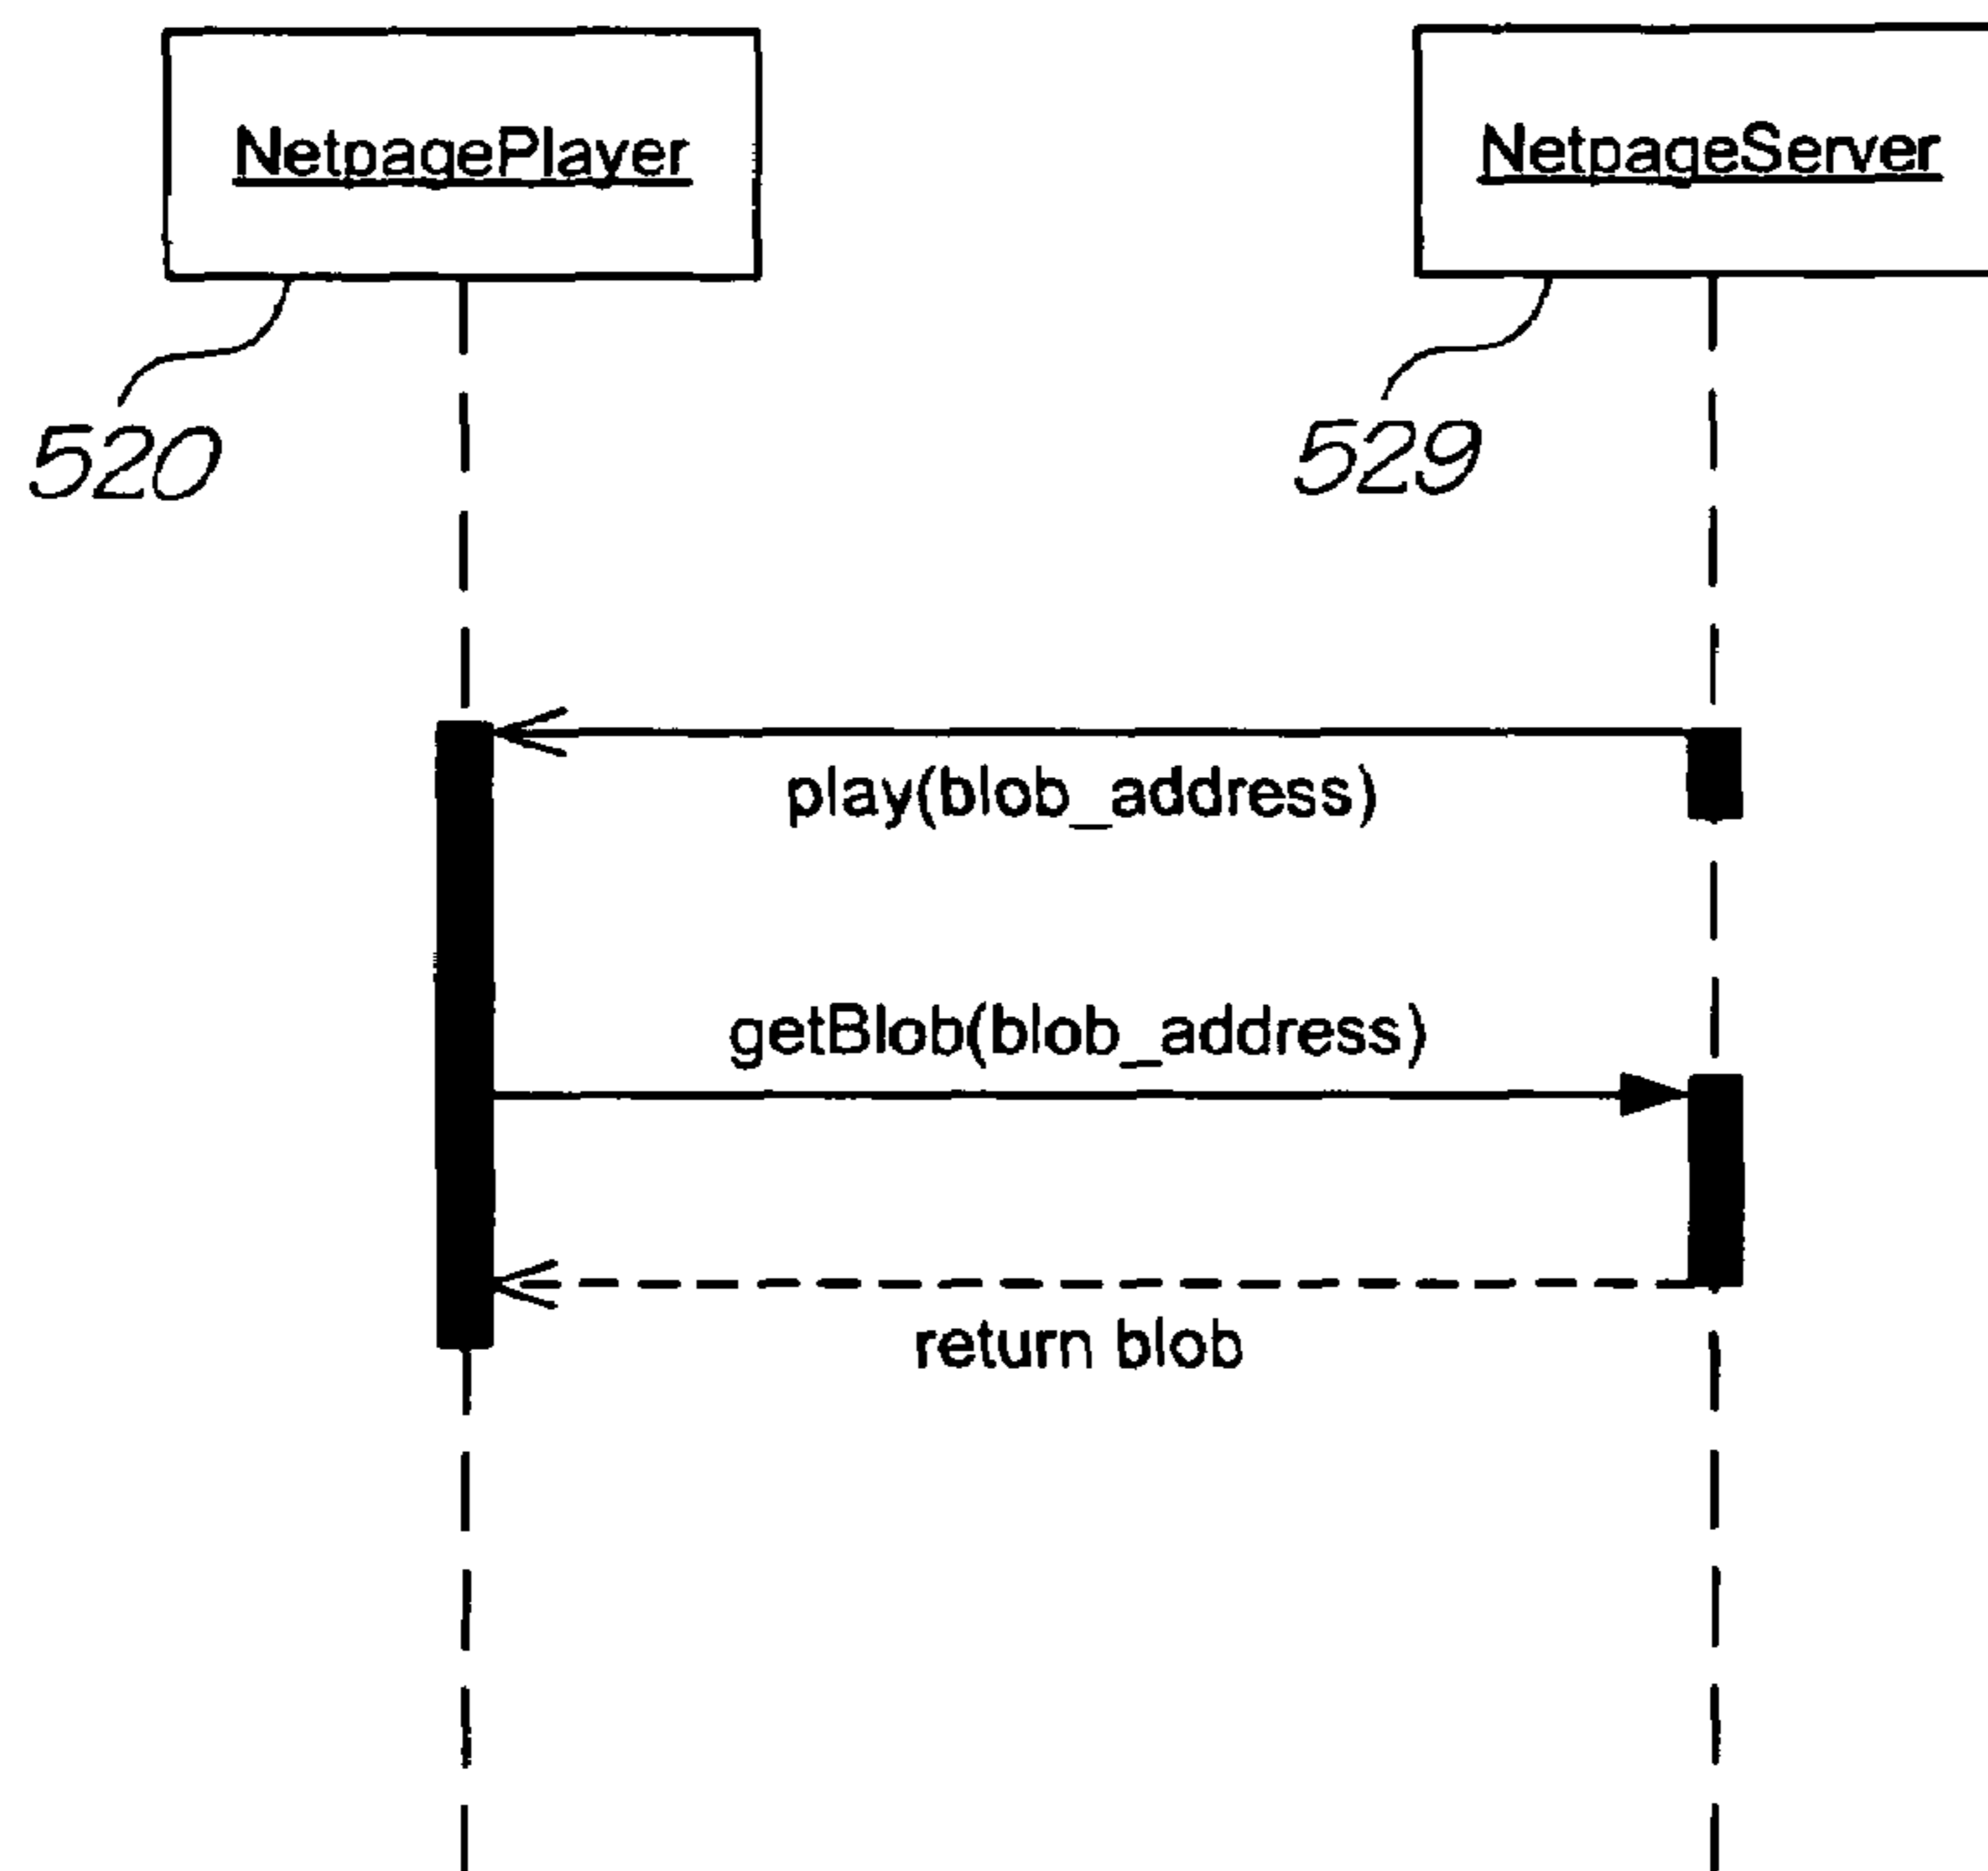 NetpagePlayer
NetpageServer
520
529
play(blob_address)
getBlob(blob_address)
return blob